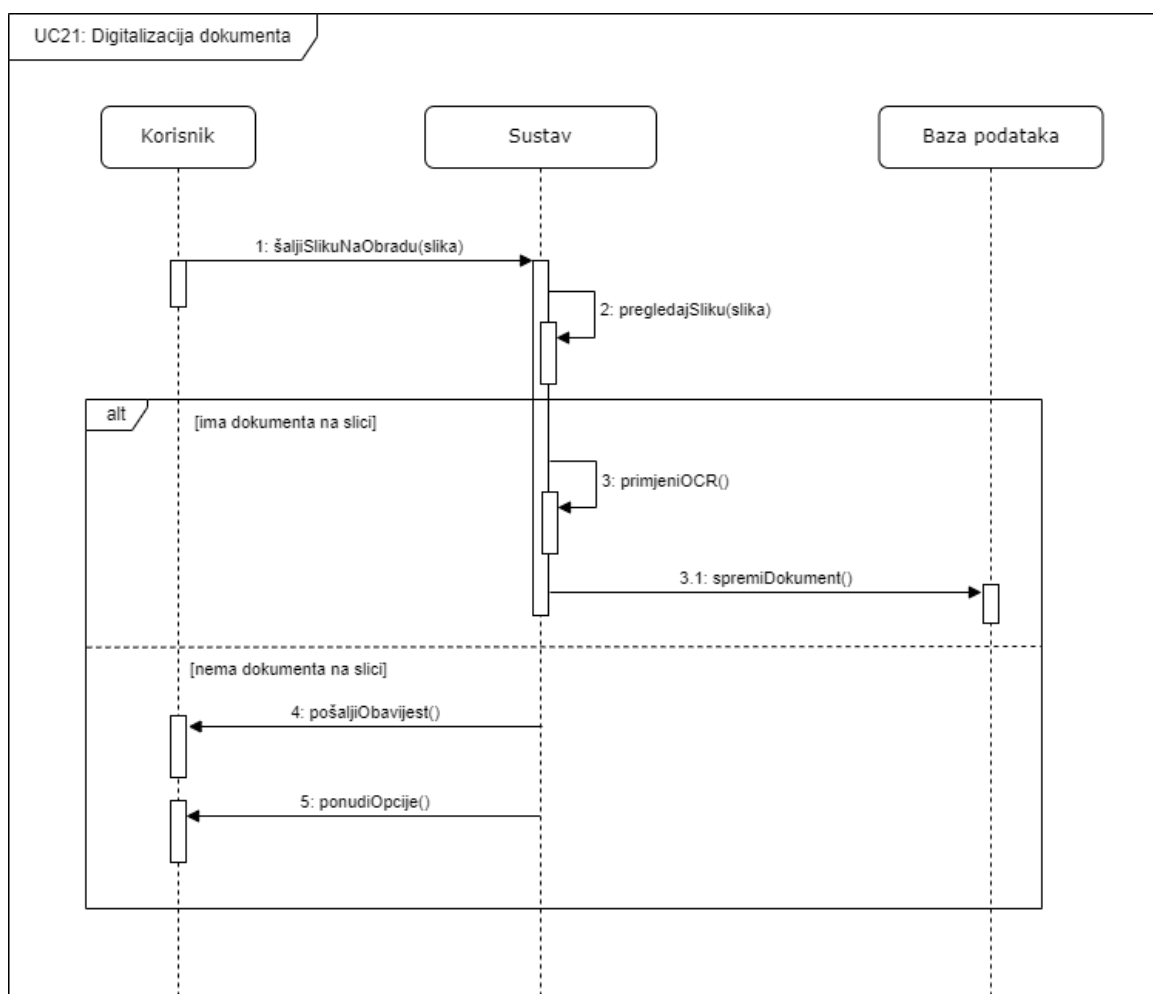 UC21: Digitalizacija dokumenta
Korisnik
Sustav
Baza podataka
1: šaljiSlikuNaObradu(slika)
2: pregledajSliku(slika)
alt
[ima dokumenta na slici]
3: primjeniOCR()
3.1: spremiDokument()
[nema dokumenta na slici]
4: pošaljiObavijest()
5: ponudiOpcije()